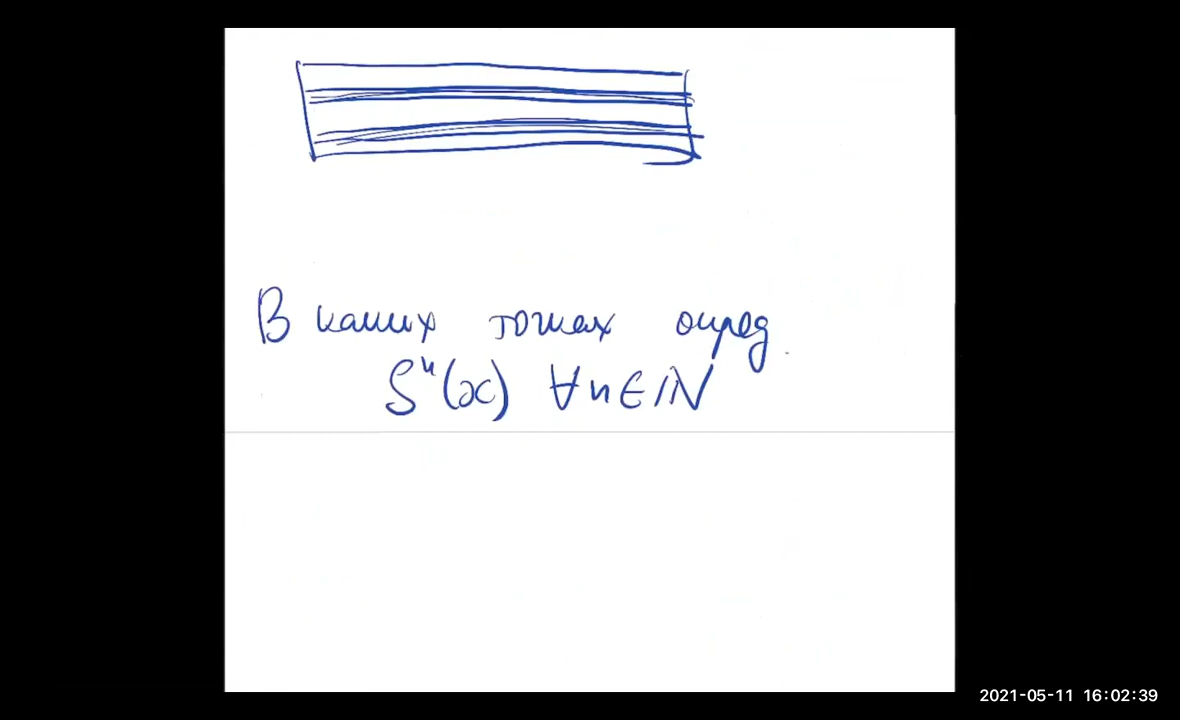 В каких точках опред.
S^n(x) ∀n∈ℕ
2021-05-11 16:02:39